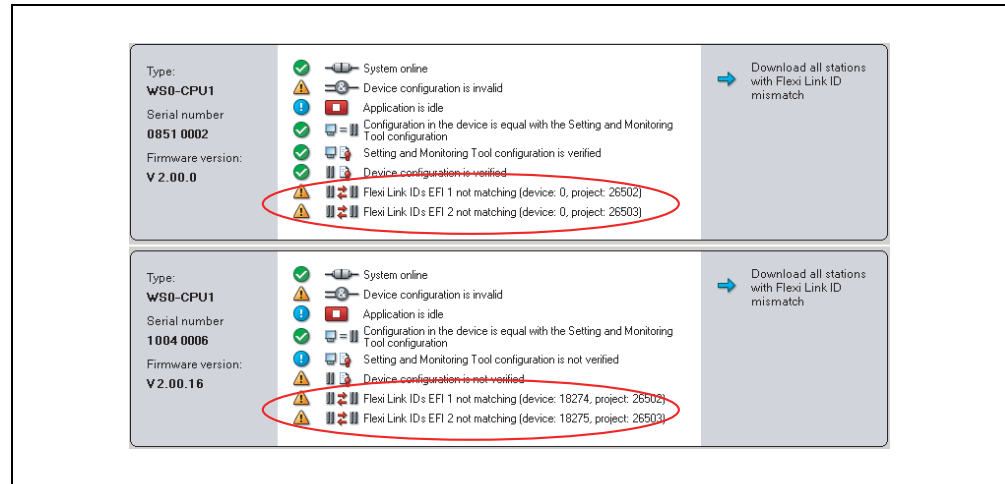 Type:
WS0-CPU1
Serial number
0851 0002
Firmware version:
V 2.00.0
System online
Device configuration is invalid
Application is idle
Configuration in the device is equal with the Setting and Monitoring
Tool configuration
Setting and Monitoring Tool configuration is verified
Device configuration is verified
Flexi Link IDs EFI 1 not matching (device: 0, project: 26502)
Flexi Link IDs EFI 2 not matching (device: 0, project: 26503)
Download all stations
with Flexi Link ID
mismatch
Type:
WS0-CPU1
Serial number
1004 0006
Firmware version:
V 2.00.16
System online
Device configuration is invalid
Application is idle
Configuration in the device is equal with the Setting and Monitoring
Tool configuration
Setting and Monitoring Tool configuration is not verified
Device configuration is not verified
Flexi Link IDs EFI 1 not matching (device: 18274, project: 26502)
Flexi Link IDs EFI 2 not matching (device: 18275, project: 26503)
Download all stations
with Flexi Link ID
mismatch